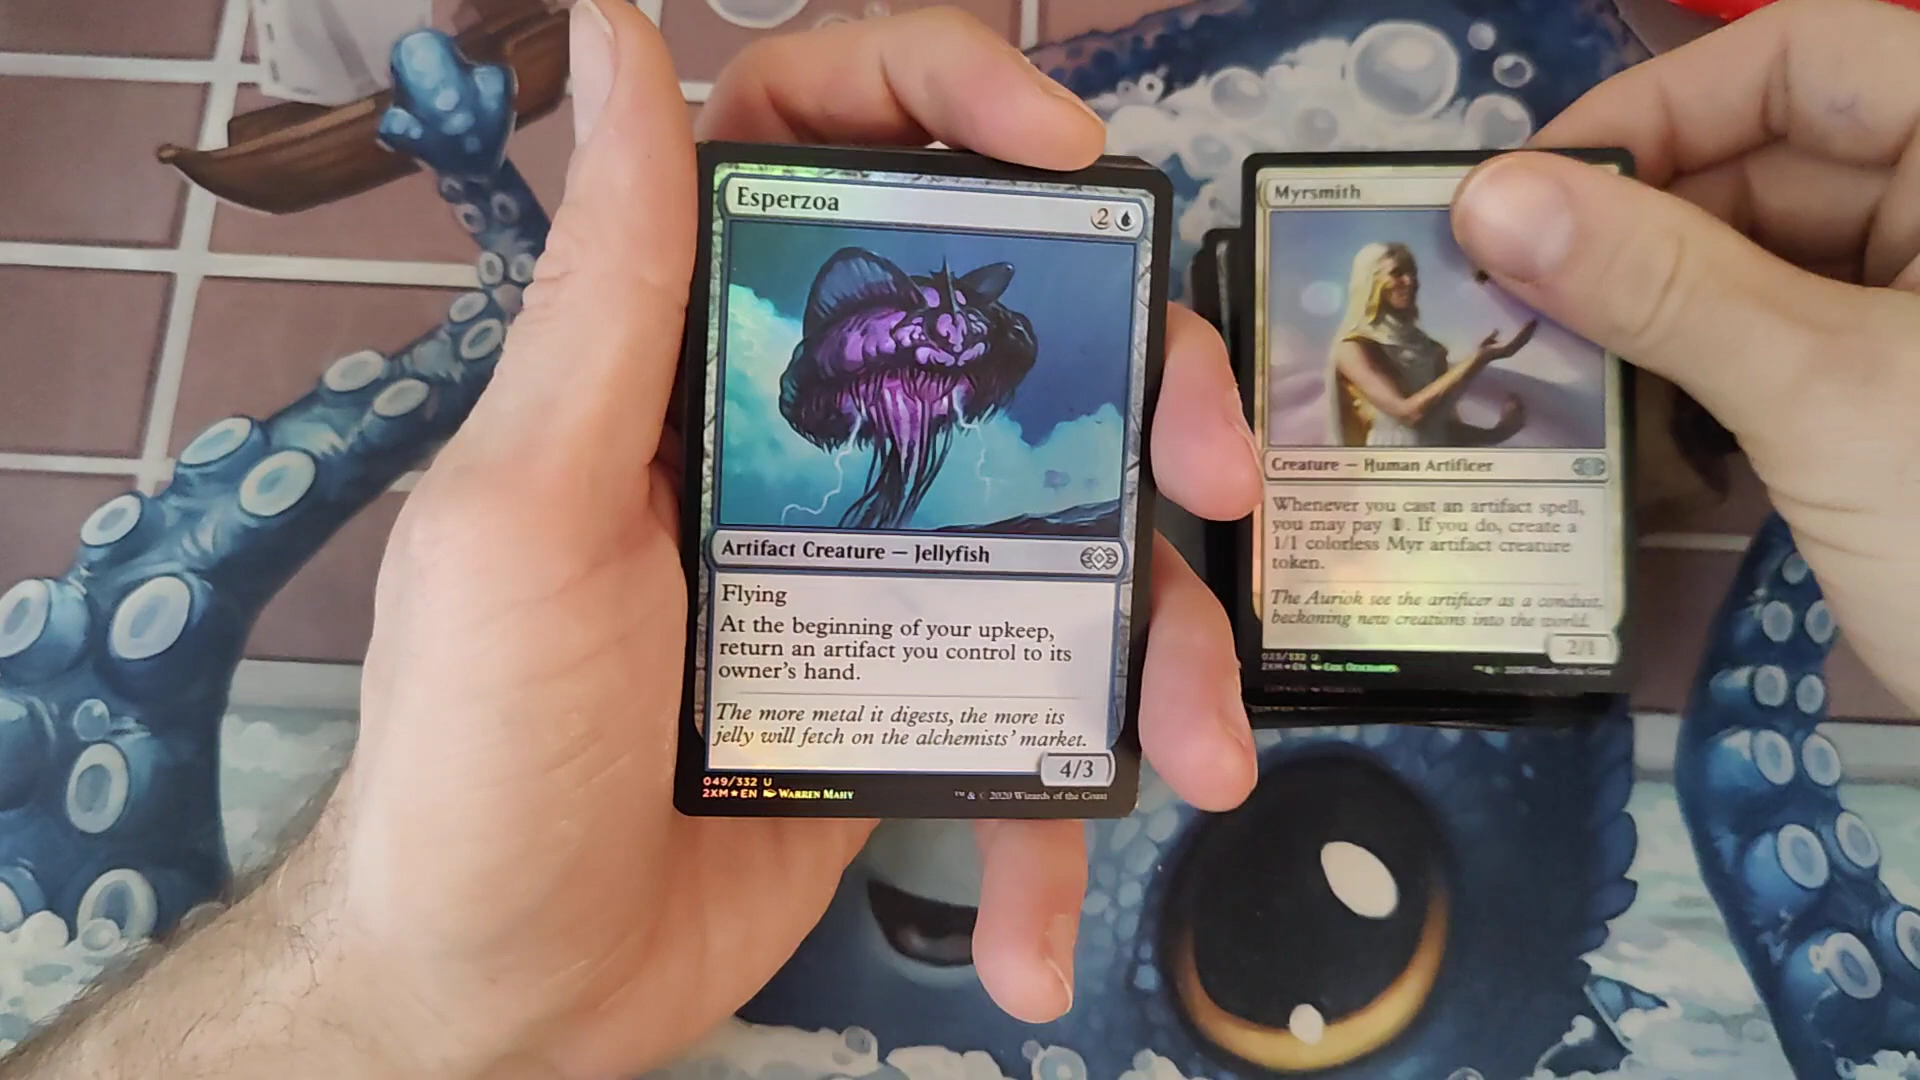 Esperzoa
2
Artifact Creature — Jellyfish
Flying
At the beginning of your upkeep,
return an artifact you control to its
owner's hand.
The more metal it digests, the more its
jelly will fetch on the alchemists' market.
4/3
049/332 U
2XM★EN Warren Mahy
™ & © 2020 Wizards of the Coast
Myrsmith
Creature — Human Artificer
Whenever you cast an artifact spell,
you may pay 1. If you do, create a
1/1 colorless Myr artifact creature
token.
The Auriok see the artificer as a conduit,
beckoning new creations into the world.
2/1
2XM★EN